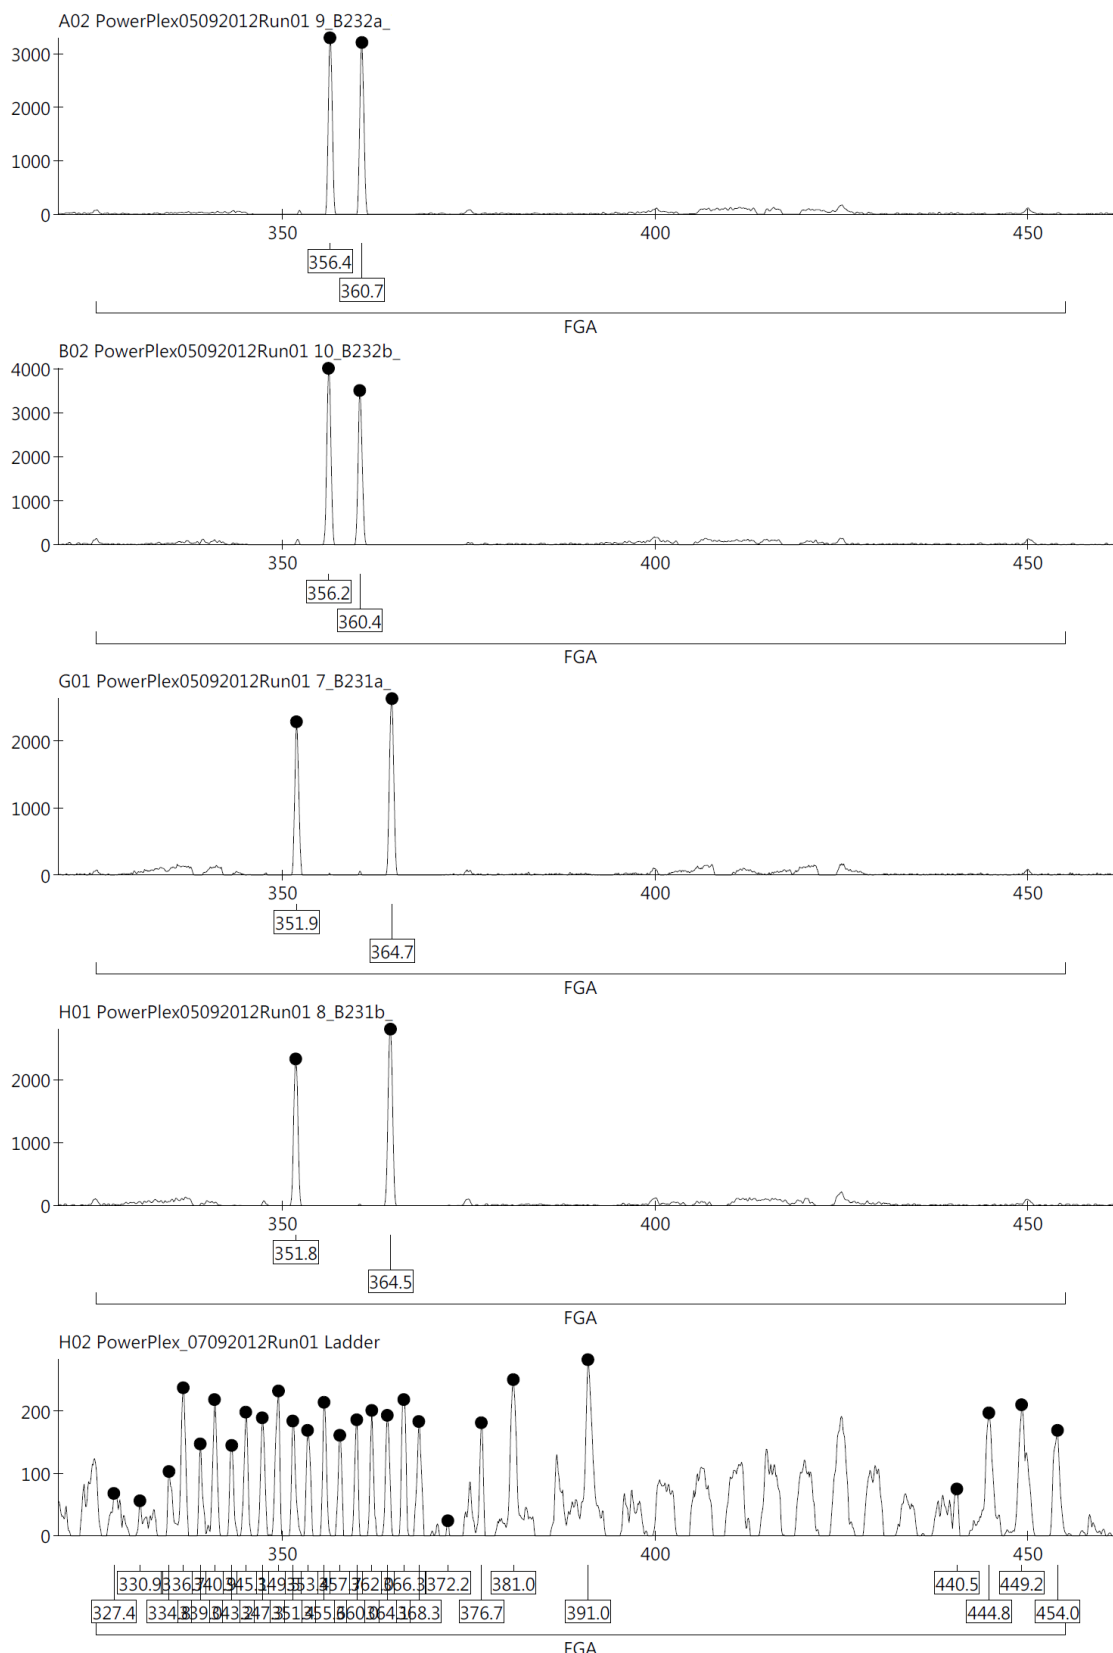 A02 PowerPlex05092012Run01 9_B232a_
3000
2000
1000
0
350 400 450
356.4
360.7
FGA
B02 PowerPlex05092012Run01 10_B232b_
4000
3000
2000
1000
0
350 400 450
356.2
360.4
FGA
G01 PowerPlex05092012Run01 7_B231a_
2000
1000
0
350 400 450
351.9
364.7
FGA
H01 PowerPlex05092012Run01 8_B231b_
2000
1000
0
350 400 450
351.8
364.5
FGA
H02 PowerPlex_07092012Run01 Ladder
200
100
0
350 400 450
330.9 372.2 381.0 440.5 449.2
327.4 368.3 376.7 391.0 444.8 454.0
FGA